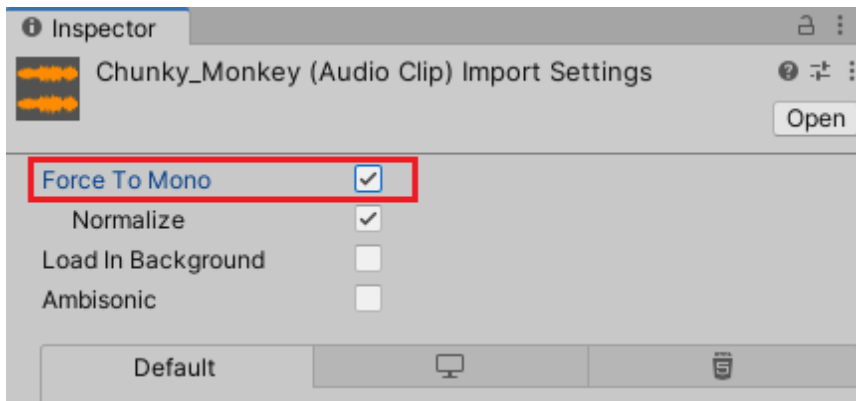 Inspector
Chunky_Monkey (Audio Clip) Import Settings
Open
Force To Mono
Normalize
Load In Background
Ambisonic
Default